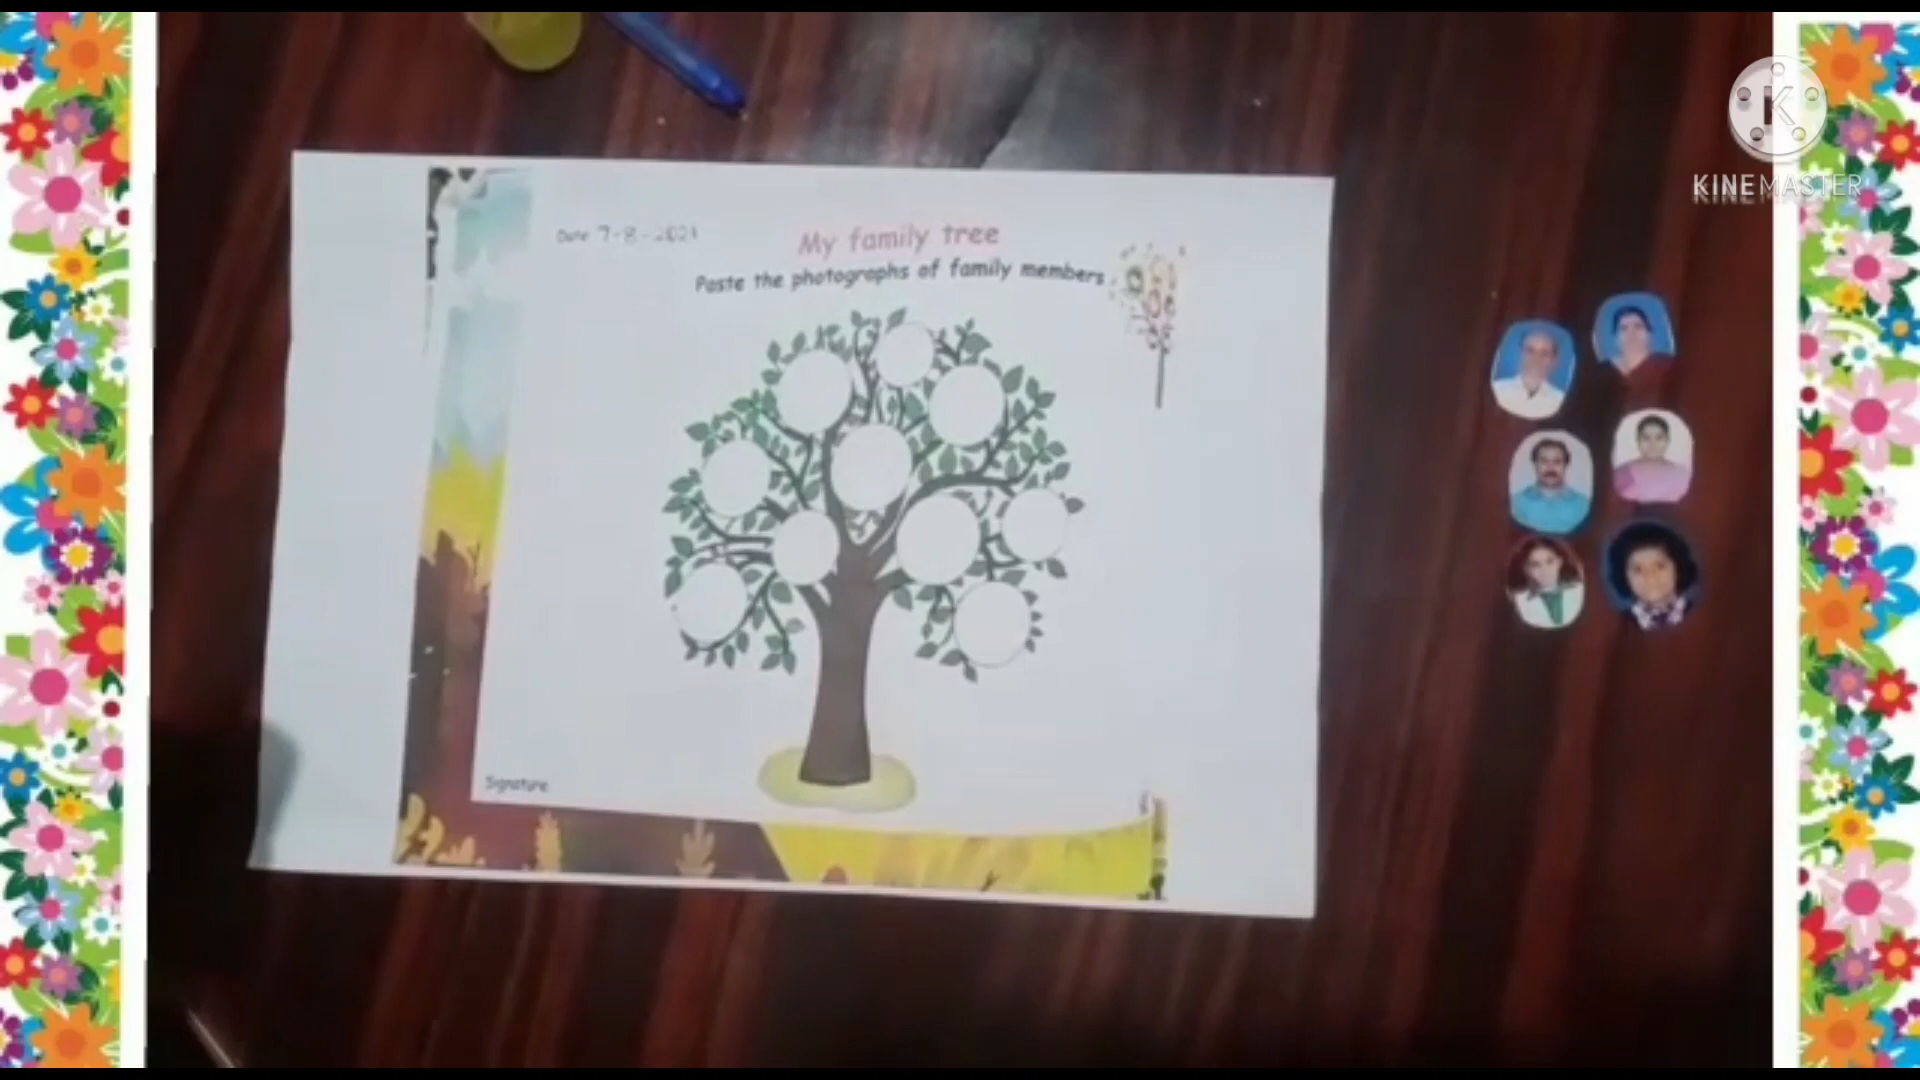 Date 7-8-2021
My family tree
Paste the photographs of family members
Signature
K
KINEMASTER